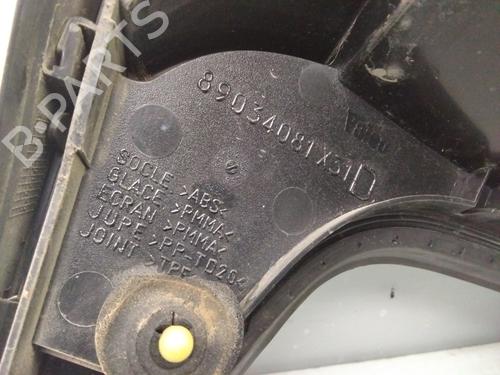 89034081X51D
Valeo
SOCLE >ABS<
GLACE >PMMA<
ECRAN >PMMA<
JUPE >PP-TD20<
JOINT >TPE
B-PARTS